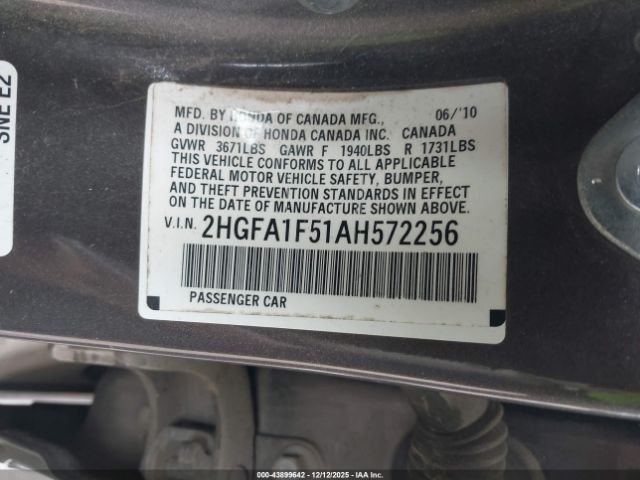 SNE E2
MFD. BY HONDA OF CANADA MFG., 06/'10
A DIVISION OF HONDA CANADA INC. CANADA
GVWR 3671LBS GAWR F 1940LBS R 1731LBS
THIS VEHICLE CONFORMS TO ALL APPLICABLE
FEDERAL MOTOR VEHICLE SAFETY, BUMPER,
AND THEFT PREVENTION STANDARDS IN EFFECT
ON THE DATE OF MANUFACTURE SHOWN ABOVE.
V.I.N. 2HGFA1F51AH572256
PASSENGER CAR
000-43899642 - 12/12/2025 - IAA Inc.